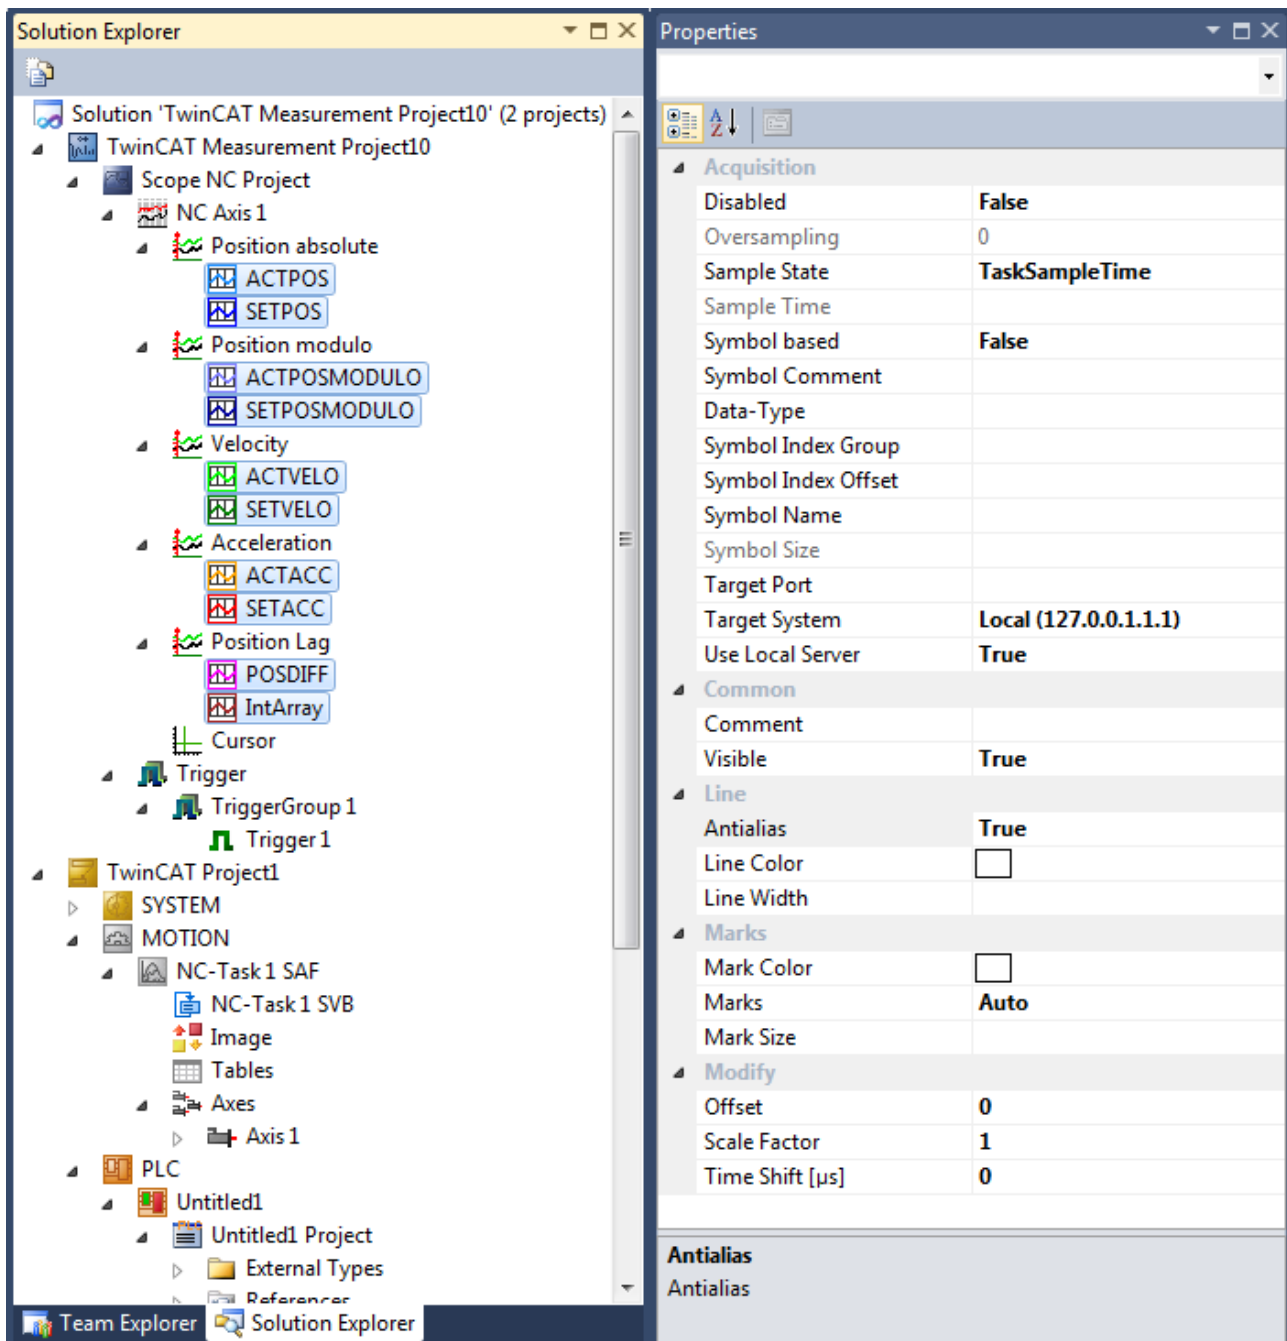 Solution Explorer
Solution 'TwinCAT Measurement Project10' (2 projects)
TwinCAT Measurement Project10
Scope NC Project
NC Axis 1
Position absolute
ACTPOS
SETPOS
Position modulo
ACTPOSMODULO
SETPOSMODULO
Velocity
ACTVELO
SETVELO
Acceleration
ACTACC
SETACC
Position Lag
POSDIFF
IntArray
Cursor
Trigger
TriggerGroup 1
Trigger 1
TwinCAT Project1
SYSTEM
MOTION
NC-Task 1 SAF
NC-Task 1 SVB
Image
Tables
Axes
Axis 1
PLC
Untitled1
Untitled1 Project
External Types
References
Team Explorer Solution Explorer
Properties
Acquisition
Disabled False
Oversampling 0
Sample State TaskSampleTime
Sample Time
Symbol based False
Symbol Comment
Data-Type
Symbol Index Group
Symbol Index Offset
Symbol Name
Symbol Size
Target Port
Target System Local (127.0.0.1.1.1)
Use Local Server True
Common
Comment
Visible True
Line
Antialias True
Line Color
Line Width
Marks
Mark Color
Marks Auto
Mark Size
Modify
Offset 0
Scale Factor 1
Time Shift [µs] 0
Antialias
Antialias